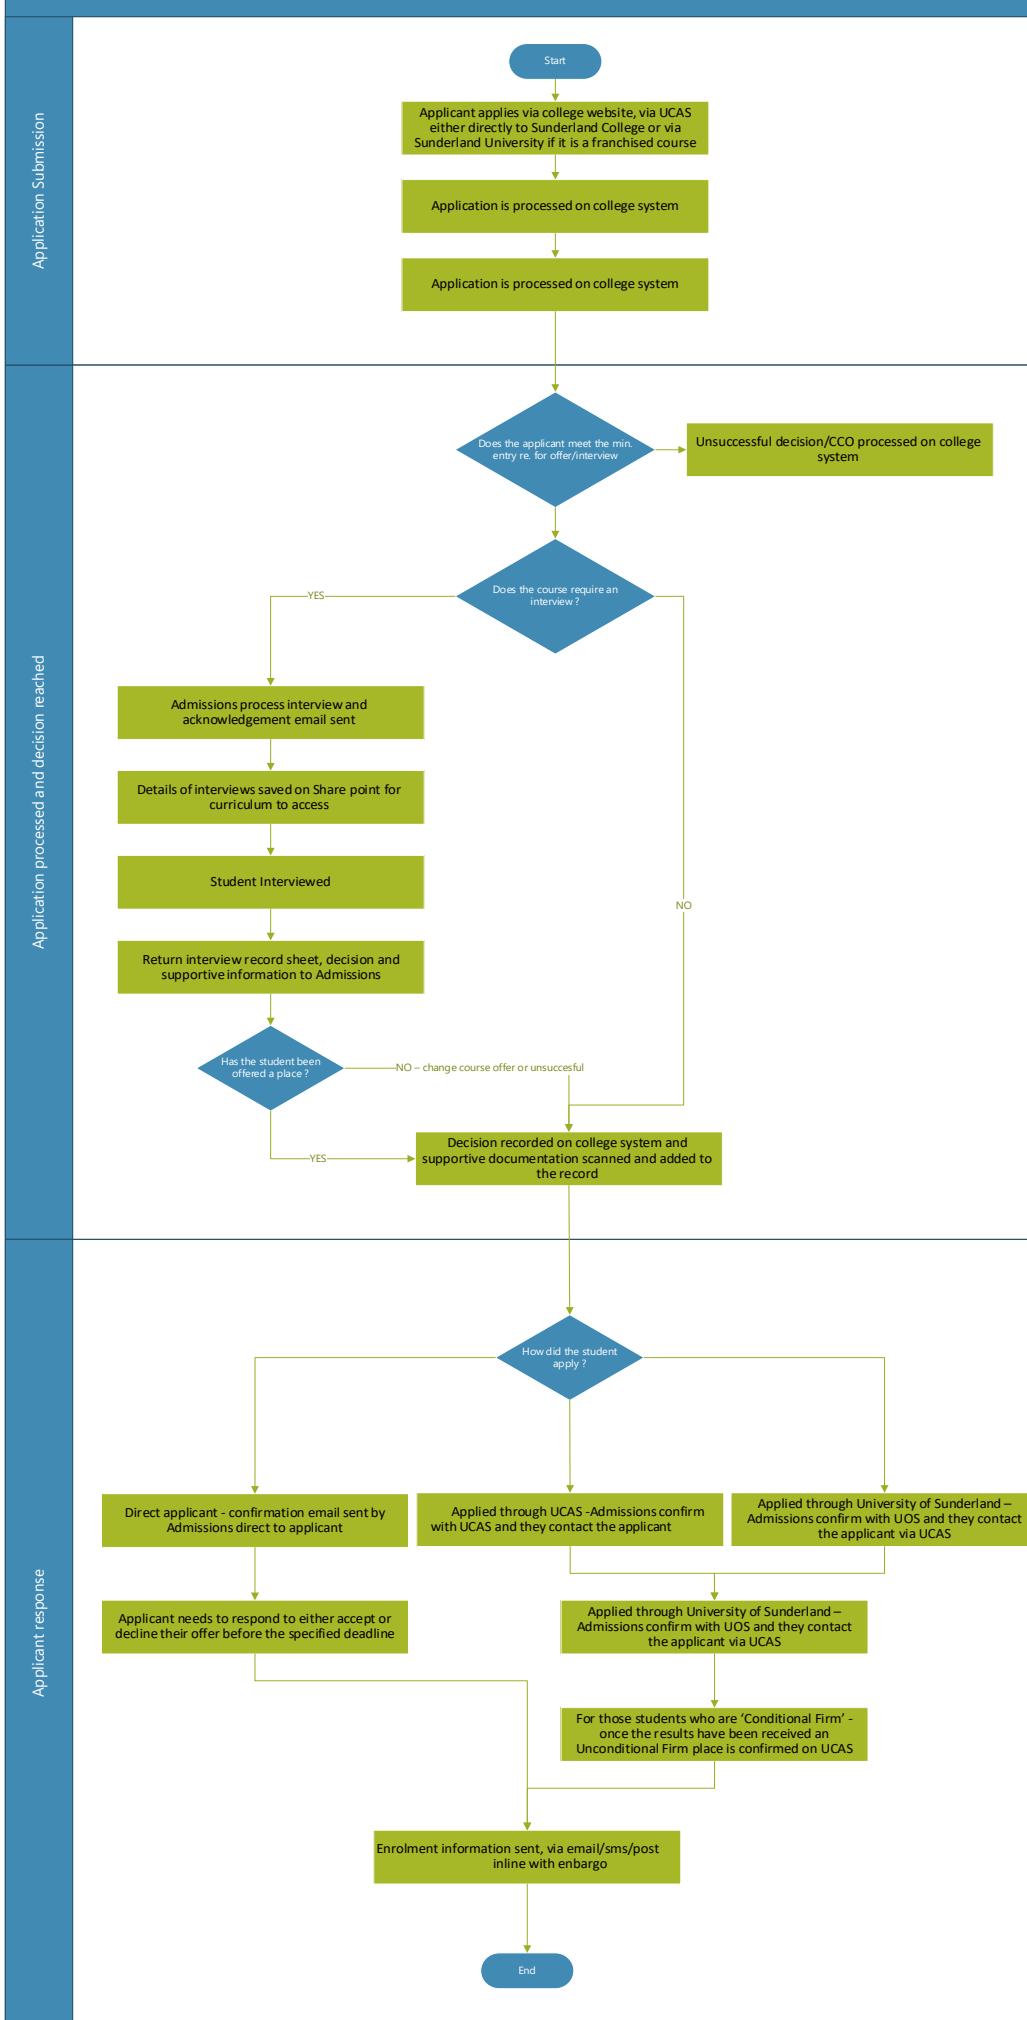 Application Submission
Start
Applicant applies via college website, via UCAS
either directly to Sunderland College or via
Sunderland University if it is a franchised course
Application is processed on college system
Application is processed on college system
Application processed and decision reached
Does the applicant meet the min.
entry re. for offer/interview
Unsuccessful decision/CCO processed on college
system
Does the course require an
interview ?
YES
NO
Admissions process interview and
acknowledgement email sent
Details of interviews saved on Share point for
curriculum to access
Student Interviewed
Return interview record sheet, decision and
supportive information to Admissions
Has the student been
offered a place ?
NO – change course offer or unsuccesful
YES
Decision recorded on college system and
supportive documentation scanned and added to
the record
Applicant response
How did the student
apply ?
Direct applicant - confirmation email sent by
Admissions direct to applicant
Applied through UCAS -Admissions confirm
with UCAS and they contact the applicant
Applied through University of Sunderland –
Admissions confirm with UOS and they contact
the applicant via UCAS
Applicant needs to respond to either accept or
decline their offer before the specified deadline
Applied through University of Sunderland –
Admissions confirm with UOS and they contact
the applicant via UCAS
For those students who are ‘Conditional Firm’ -
once the results have been received an
Unconditional Firm place is confirmed on UCAS
Enrolment information sent, via email/sms/post
inline with enbargo
End